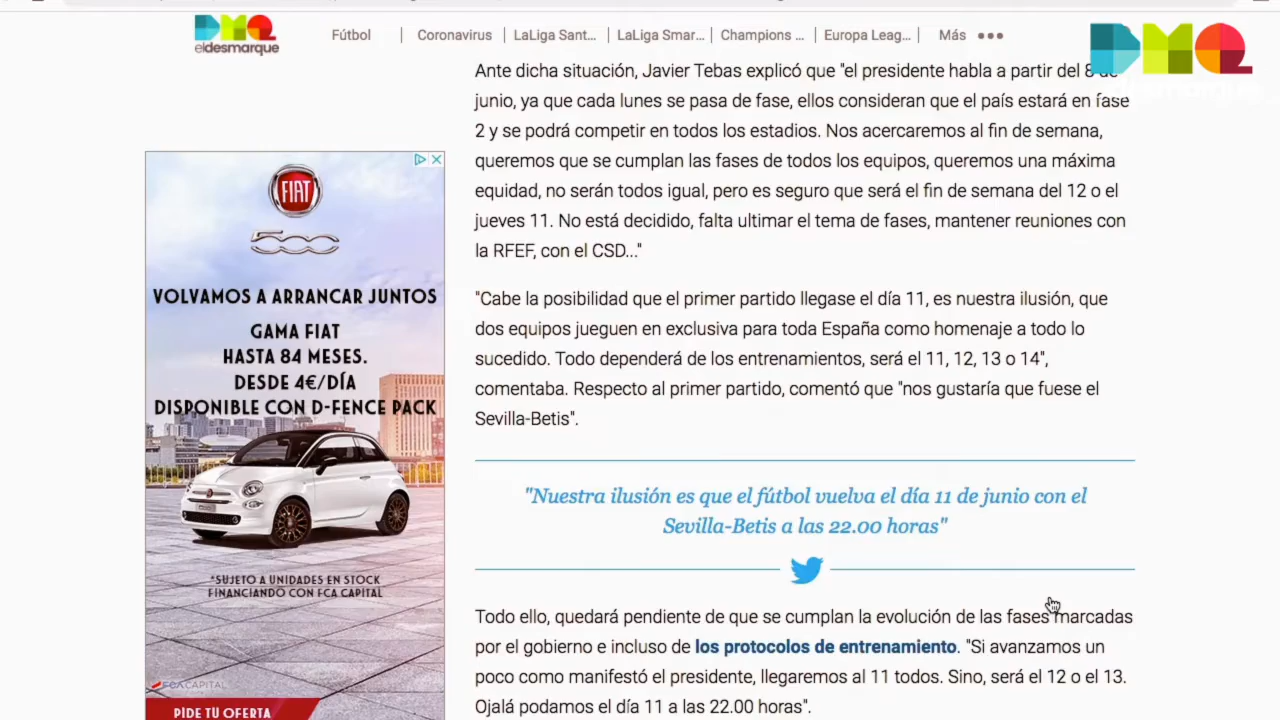 DMQ
eldesmarque
Fútbol
Coronavirus
LaLiga Sant...
LaLiga Smar...
Champions ...
Europa Leag...
Más
DMQ
eldesmarque
Ante dicha situación, Javier Tebas explicó que "el presidente habla a partir del 8 de
junio, ya que cada lunes se pasa de fase, ellos consideran que el país estará en fase
2 y se podrá competir en todos los estadios. Nos acercaremos al fin de semana,
queremos que se cumplan las fases de todos los equipos, queremos una máxima
equidad, no serán todos igual, pero es seguro que será el fin de semana del 12 o el
jueves 11. No está decidido, falta ultimar el tema de fases, mantener reuniones con
la RFEF, con el CSD..."
"Cabe la posibilidad que el primer partido llegase el día 11, es nuestra ilusión, que
dos equipos jueguen en exclusiva para toda España como homenaje a todo lo
sucedido. Todo dependerá de los entrenamientos, será el 11, 12, 13 o 14",
comentaba. Respecto al primer partido, comentó que "nos gustaría que fuese el
Sevilla-Betis".
"Nuestra ilusión es que el fútbol vuelva el día 11 de junio con el
Sevilla-Betis a las 22.00 horas"
Todo ello, quedará pendiente de que se cumplan la evolución de las fases marcadas
por el gobierno e incluso de los protocolos de entrenamiento. "Si avanzamos un
poco como manifestó el presidente, llegaremos al 11 todos. Sino, será el 12 o el 13.
Ojalá podamos el día 11 a las 22.00 horas".
FIAT
500
VOLVAMOS A ARRANCAR JUNTOS
GAMA FIAT
HASTA 84 MESES.
DESDE 4€/DÍA
DISPONIBLE CON D-FENCE PACK
*SUJETO A UNIDADES EN STOCK
FINANCIANDO CON FCA CAPITAL
FCA CAPITAL
PIDE TU OFERTA